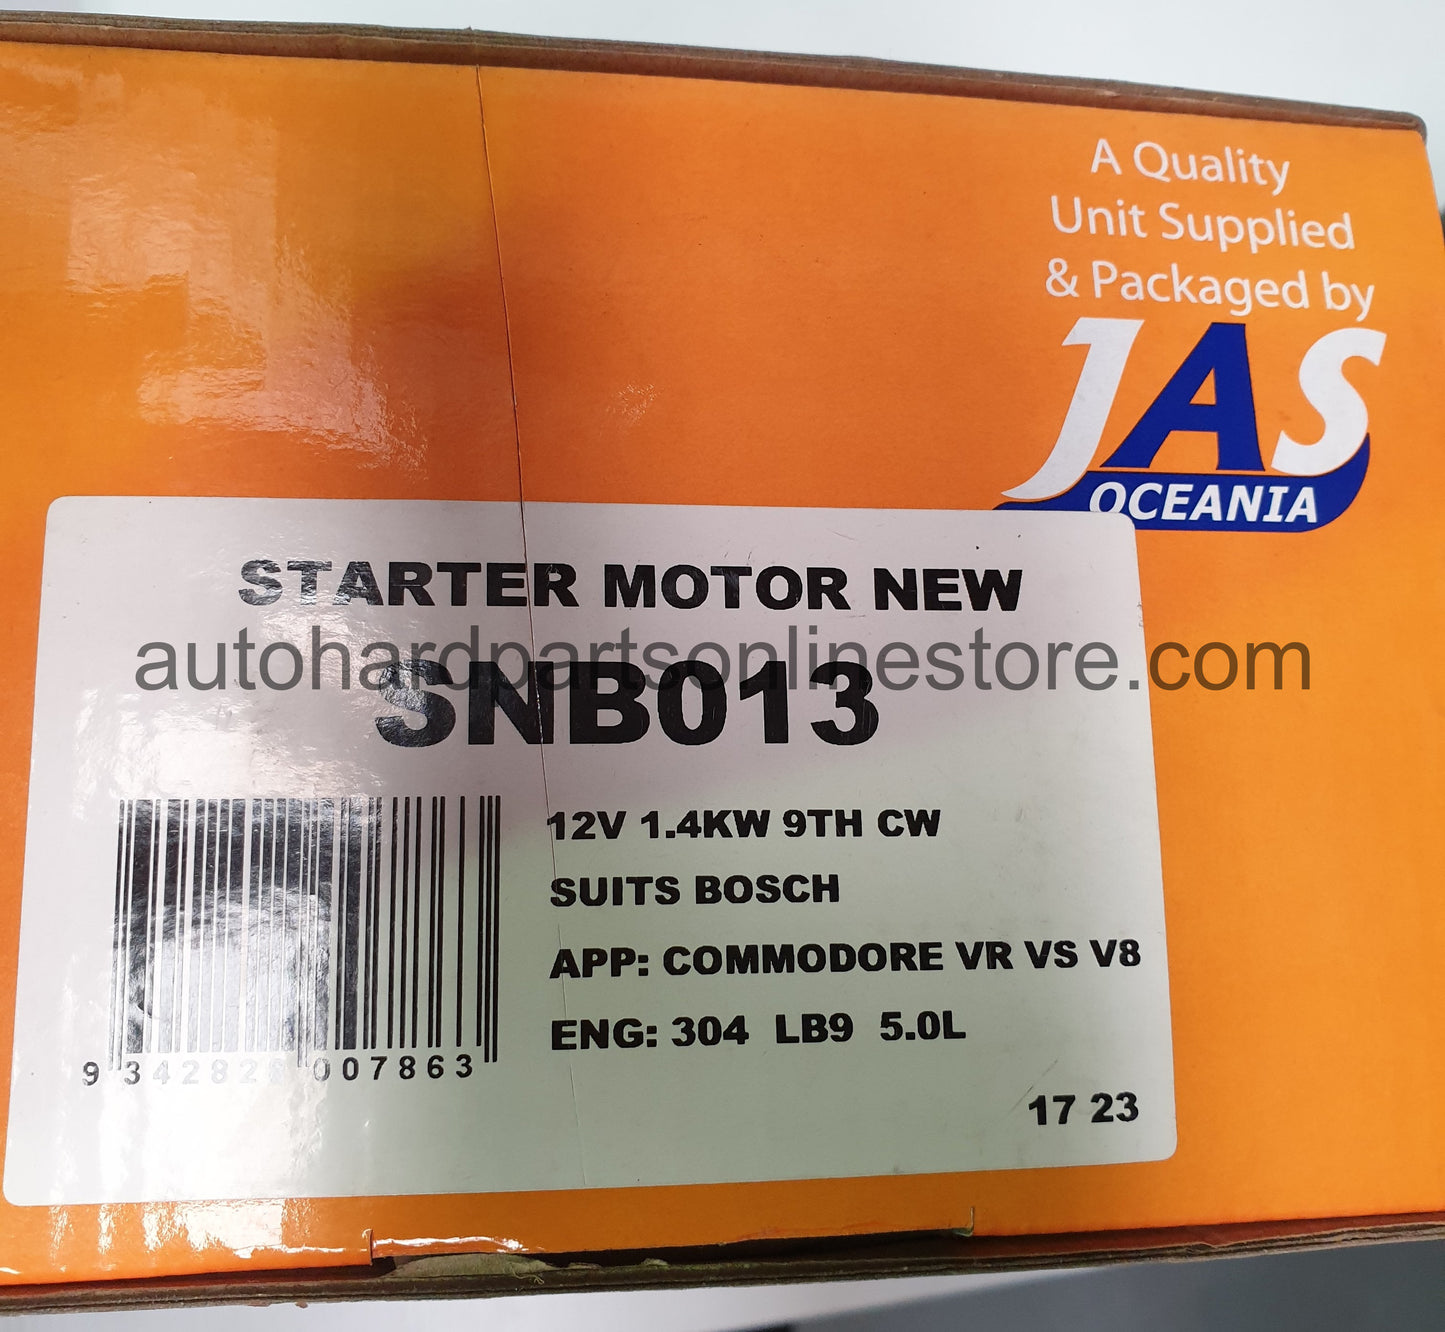 A Quality
Unit Supplied
& Packaged by
JAS
OCEANIA
STARTER MOTOR NEW
autohardpartsonlinestore.com
SNB013
12V 1.4KW 9TH CW
SUITS BOSCH
APP: COMMODORE VR VS V8
ENG: 304 LB9 5.0L
007863
17 23